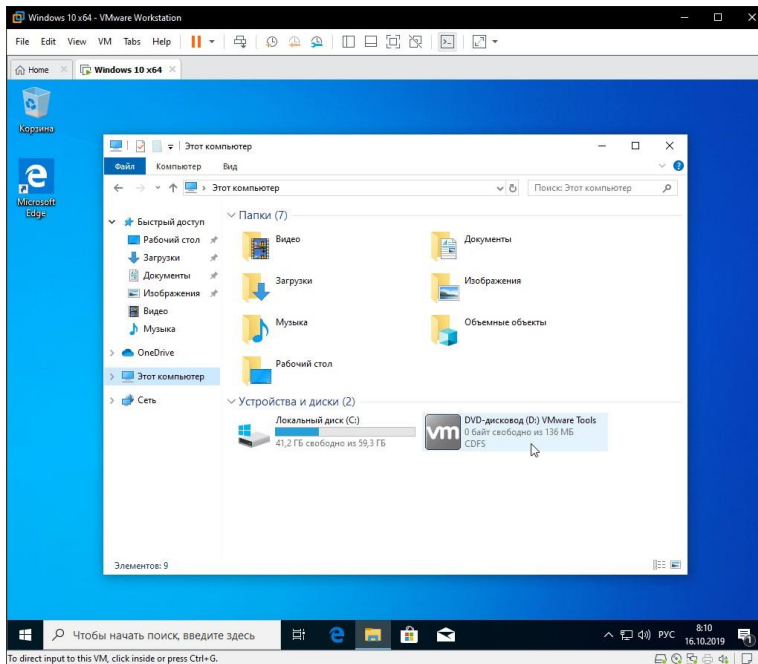 Windows 10 x64 - VMware Workstation
File Edit View VM Tabs Help
Home
Windows 10 x64
Корзина
Microsoft
Edge
Этот компьютер
Файл Компьютер Вид
Этот компьютер
Поиск: Этот компьютер
Быстрый доступ
Рабочий стол
Загрузки
Документы
Изображения
Видео
Музыка
OneDrive
Этот компьютер
Сеть
Папки (7)
Видео
Документы
Загрузки
Изображения
Музыка
Объемные объекты
Рабочий стол
Устройства и диски (2)
Локальный диск (C:)
41,2 ГБ свободно из 59,3 ГБ
vm
DVD-дисковод (D:) VMware Tools
0 байт свободно из 136 МБ
CDFS
Элементов: 9
Чтобы начать поиск, введите здесь
РУС
8:10
16.10.2019
1
To direct input to this VM, click inside or press Ctrl+G.